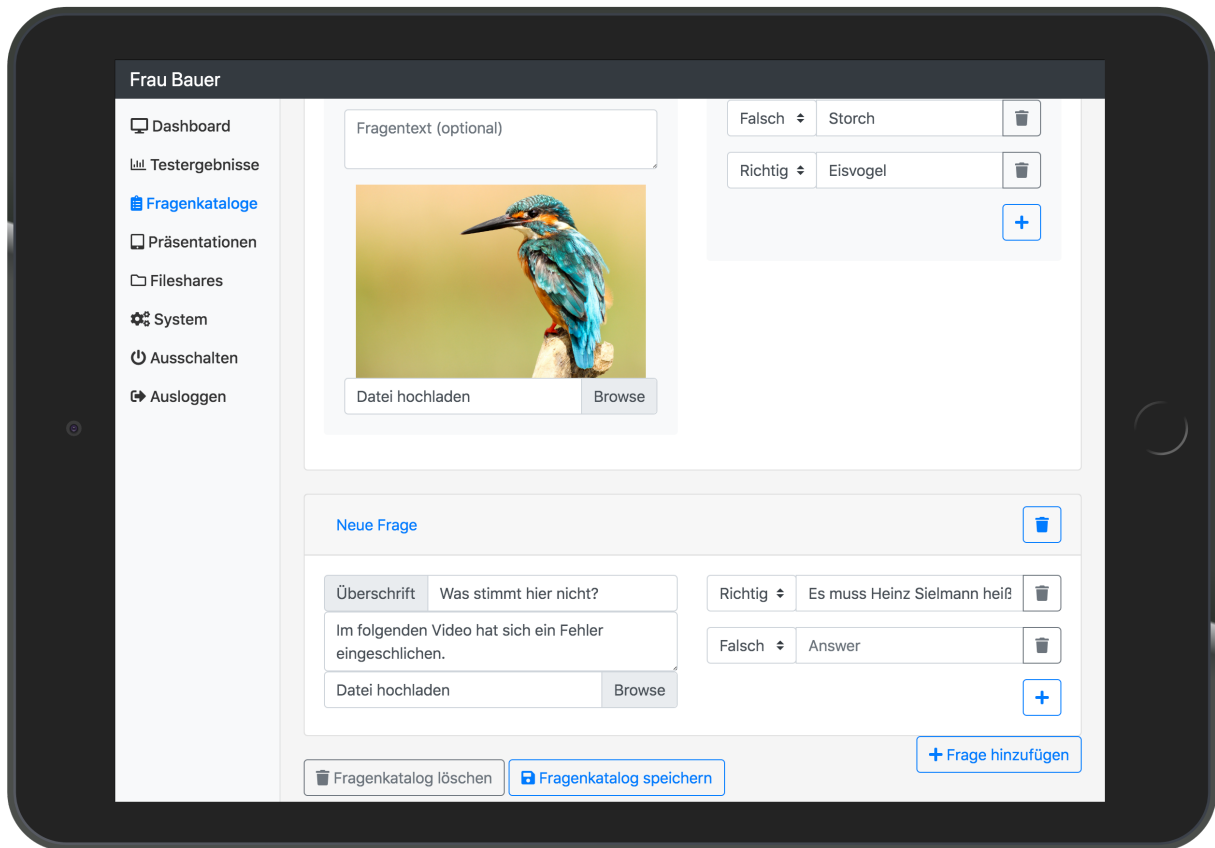 Frau Bauer
Dashboard
Testergebnisse
Fragenkataloge
Präsentationen
Fileshares
System
Ausschalten
Ausloggen
Fragentext (optional)
Datei hochladen
Browse
Falsch
Storch
Richtig
Eisvogel
Neue Frage
Überschrift
Was stimmt hier nicht?
Im folgenden Video hat sich ein Fehler
eingeschlichen.
Datei hochladen
Browse
Richtig
Es muss Heinz Sielmann heiß
Falsch
Answer
Frage hinzufügen
Fragenkatalog löschen
Fragenkatalog speichern